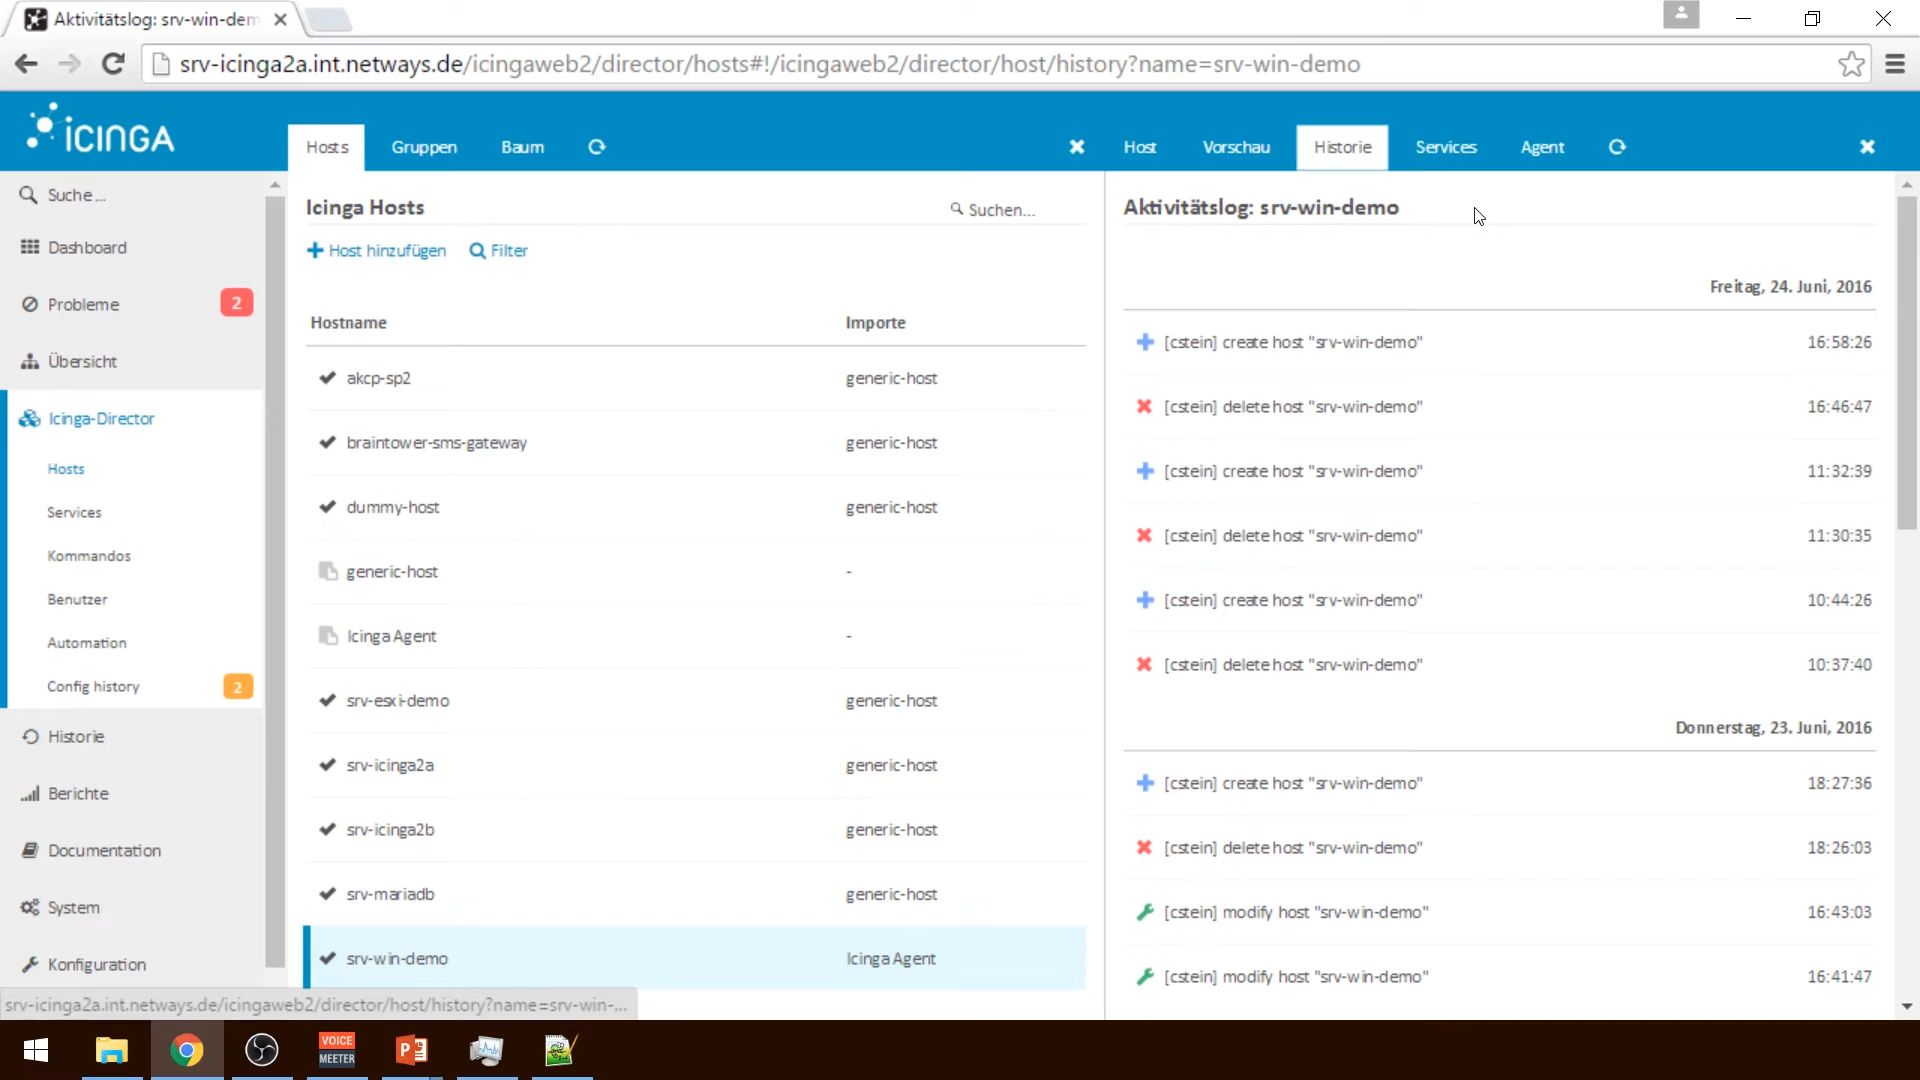 Aktivitätslog: srv-win-dem
srv-icinga2a.int.netways.de/icingaweb2/director/hosts#!/icingaweb2/director/host/history?name=srv-win-demo
ICINGA
Hosts Gruppen Baum
Host Vorschau Historie Services Agent
Suche ...
Dashboard
Probleme 2
Übersicht
Icinga-Director
Hosts
Services
Kommandos
Benutzer
Automation
Config history 2
Historie
Berichte
Documentation
System
Konfiguration
Icinga Hosts Suchen...
Host hinzufügen Filter
Hostname Importe
akcp-sp2 generic-host
braintower-sms-gateway generic-host
dummy-host generic-host
generic-host -
Icinga Agent -
srv-esxi-demo generic-host
srv-icinga2a generic-host
srv-icinga2b generic-host
srv-mariadb generic-host
srv-win-demo Icinga Agent
Aktivitätslog: srv-win-demo
Freitag, 24. Juni, 2016
[cstein] create host "srv-win-demo" 16:58:26
[cstein] delete host "srv-win-demo" 16:46:47
[cstein] create host "srv-win-demo" 11:32:39
[cstein] delete host "srv-win-demo" 11:30:35
[cstein] create host "srv-win-demo" 10:44:26
[cstein] delete host "srv-win-demo" 10:37:40
Donnerstag, 23. Juni, 2016
[cstein] create host "srv-win-demo" 18:27:36
[cstein] delete host "srv-win-demo" 18:26:03
[cstein] modify host "srv-win-demo" 16:43:03
[cstein] modify host "srv-win-demo" 16:41:47
srv-icinga2a.int.netways.de/icingaweb2/director/host/history?name=srv-win-...
VOICE
MEETER
P